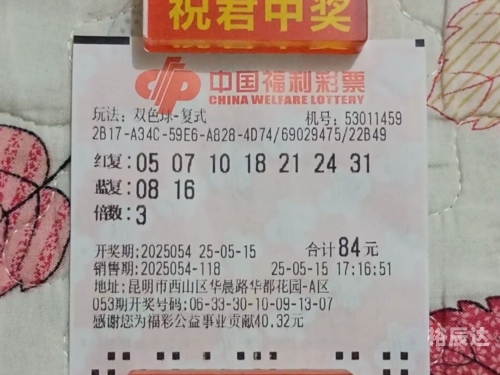 祝君中奖
中国福利彩票
CHINA WELFARE LOTTERY
玩法: 双色球-复式 机号: 53011459
2B17-A34C-59E6-A828-4D74/69029475/22B49
红复: 05 07 10 18 21 24 31
蓝复: 08 16
倍数: 3
开奖期: 2025054 25-05-15 合计84元
销售期: 2025054-118 25-05-15 17:16:51
地址: 昆明市西山区华晨路华都花园-A区
053期开奖号码: 06-33-30-10-09-13-07
感谢您为福彩公益事业贡献40.32元
裕辰达